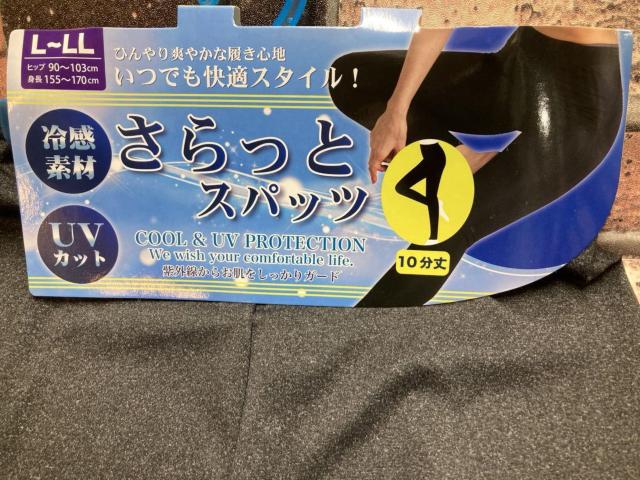 L~LL
ヒップ 90~103cm
身長 155~170cm
ひんやり爽やかな履き心地
いつでも快適スタイル!
冷感
素材
さらっと
スパッツ
UV
カット
COOL & UV PROTECTION
We wish your comfortable life.
紫外線からお肌をしっかりガード
10分丈